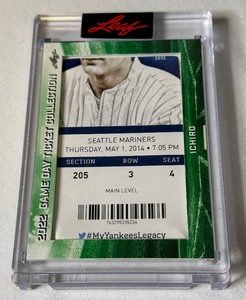 Leaf
Leaf
2022 GAME DAY TICKET COLLECTION
ICHIRO
SEATTLE MARINERS
THURSDAY, MAY 1, 2014 • 7:05 PM
SECTION ROW SEAT
205 3 4
MAIN LEVEL
#MyYankeesLegacy